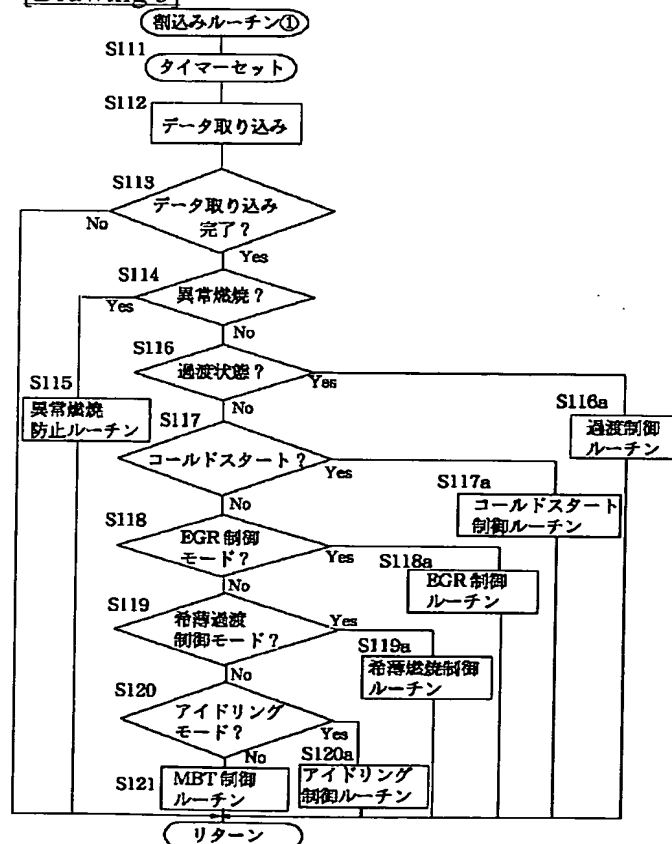 割込みルーチン①
S111
タイマーセット
S112
データ取り込み
S113
データ取り込み
完了？
No
Yes
S114
異常燃焼？
Yes
No
S116
過渡状態？
Yes
S115
異常燃焼
防止ルーチン
No
S116a
過渡制御
ルーチン
S117
コールドスタート？
Yes
S117a
コールドスタート
制御ルーチン
No
S118
EGR制御
モード？
Yes
S118a
EGR制御
ルーチン
No
S119
希薄過渡
制御モード？
Yes
S119a
希薄燃焼制御
ルーチン
No
S120
アイドリング
モード？
Yes
S120a
アイドリング
制御ルーチン
No
S121
MBT制御
ルーチン
リターン